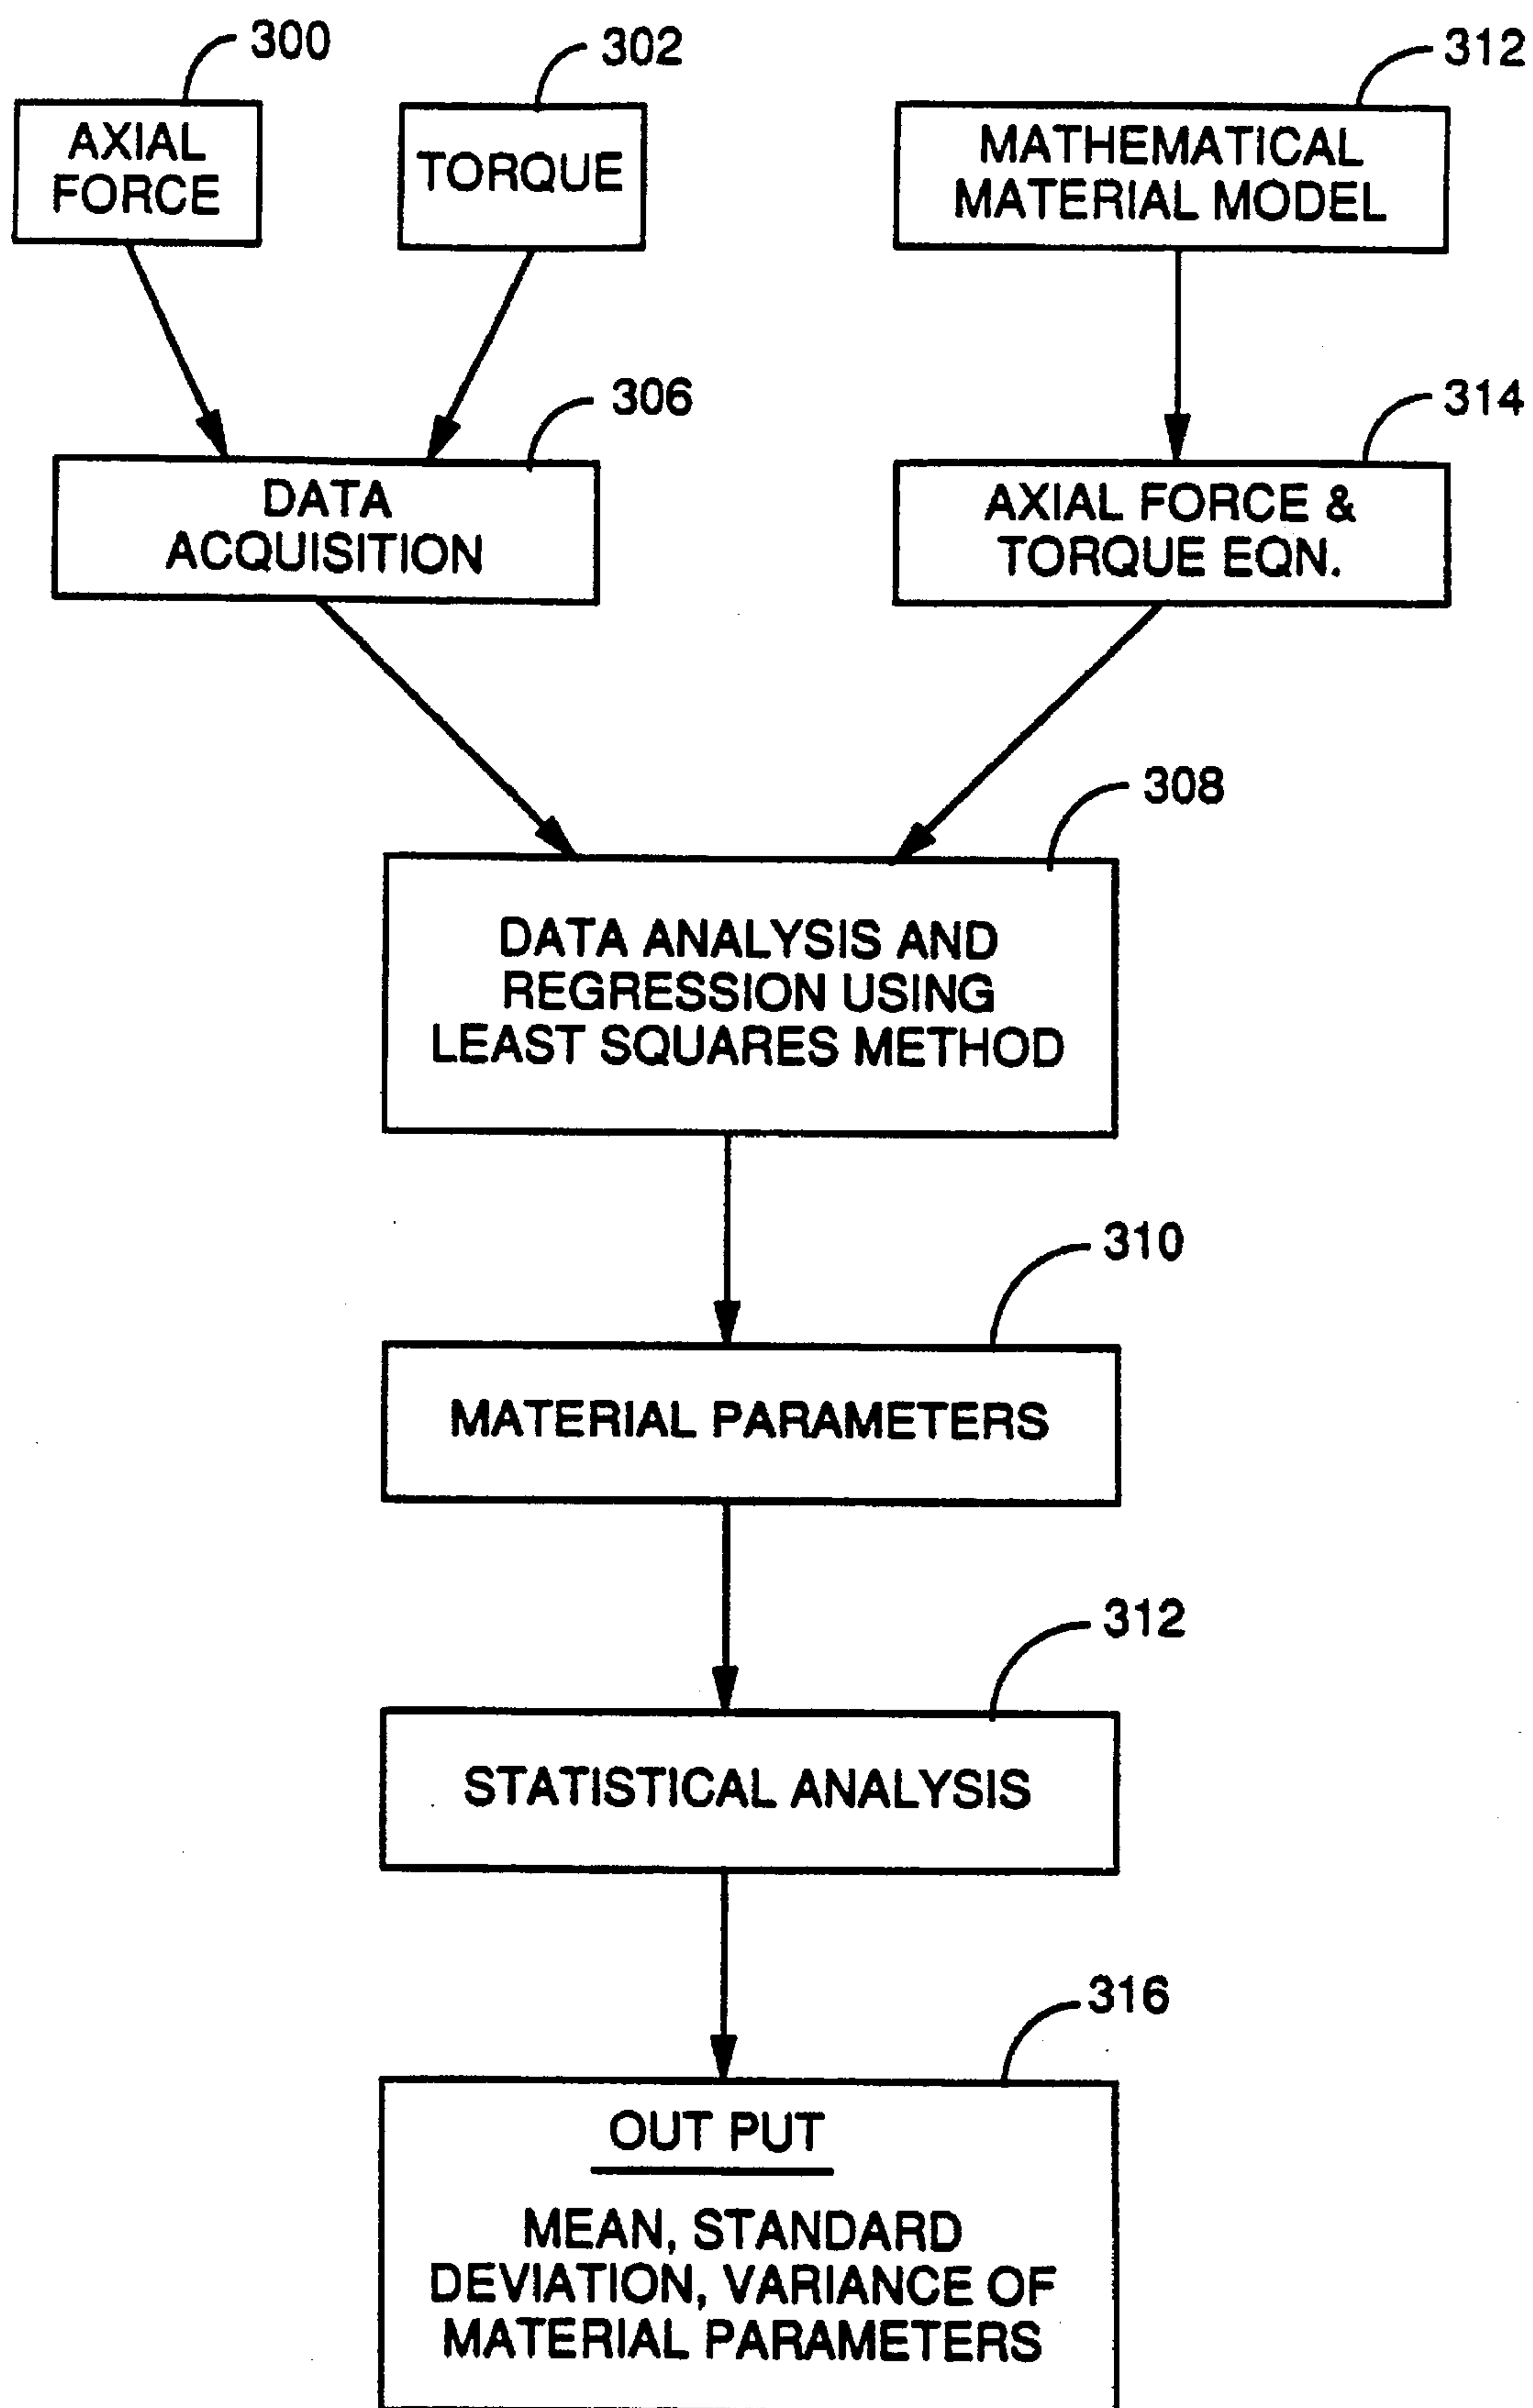 300
302
312
AXIAL
FORCE
TORQUE
MATHEMATICAL
MATERIAL MODEL
306
314
DATA
ACQUISITION
AXIAL FORCE &
TORQUE EQN.
308
DATA ANALYSIS AND
REGRESSION USING
LEAST SQUARES METHOD
310
MATERIAL PARAMETERS
312
STATISTICAL ANALYSIS
316
OUT PUT
MEAN, STANDARD
DEVIATION, VARIANCE OF
MATERIAL PARAMETERS